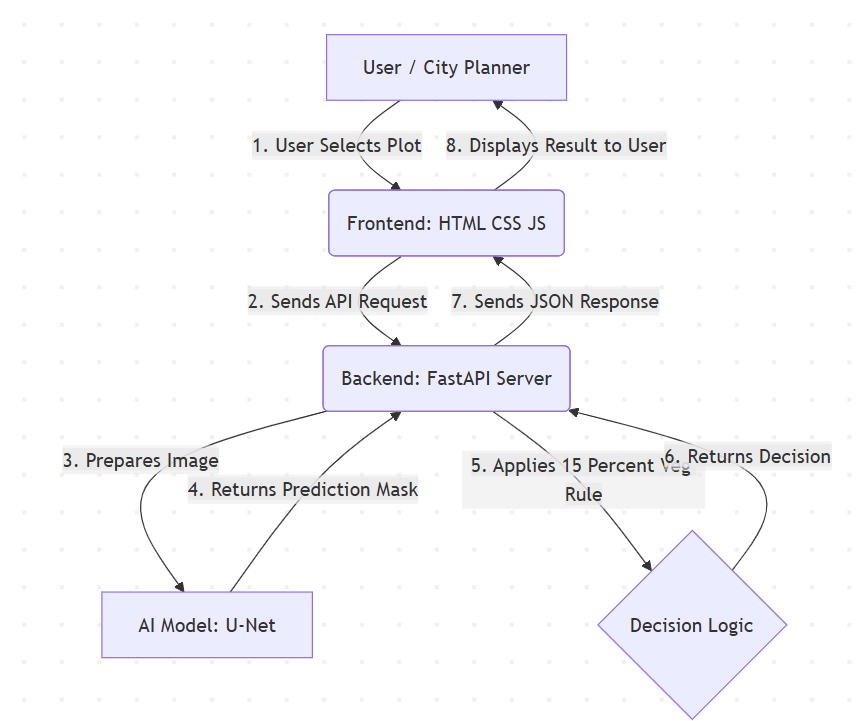 User / City Planner
1. User Selects Plot
8. Displays Result to User
Frontend: HTML CSS JS
2. Sends API Request
7. Sends JSON Response
Backend: FastAPI Server
3. Prepares Image
4. Returns Prediction Mask
5. Applies 15 Percent Veg
Rule
6. Returns Decision
AI Model: U-Net
Decision Logic